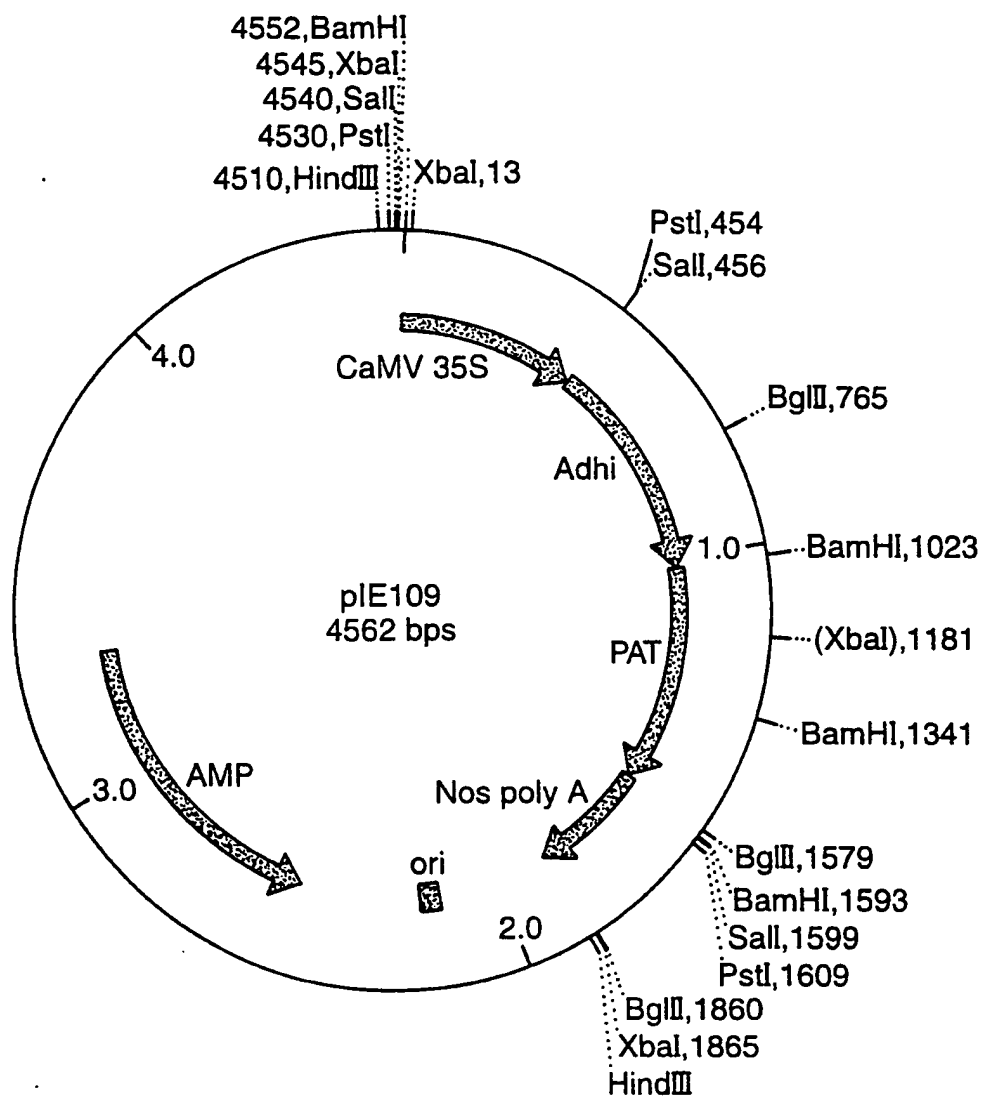 4552,BamHI
4545,XbaI
4540,SalI
4530,PstI
4510,HindIII
XbaI,13
PstI,454
SalI,456
4.0
CaMV 35S
BglII,765
Adhi
1.0
BamHI,1023
pIE109
4562 bps
(XbaI),1181
PAT
BamHI,1341
AMP
3.0
Nos poly A
BglII,1579
ori
BamHI,1593
2.0
SalI,1599
PstI,1609
BglII,1860
XbaI,1865
HindIII